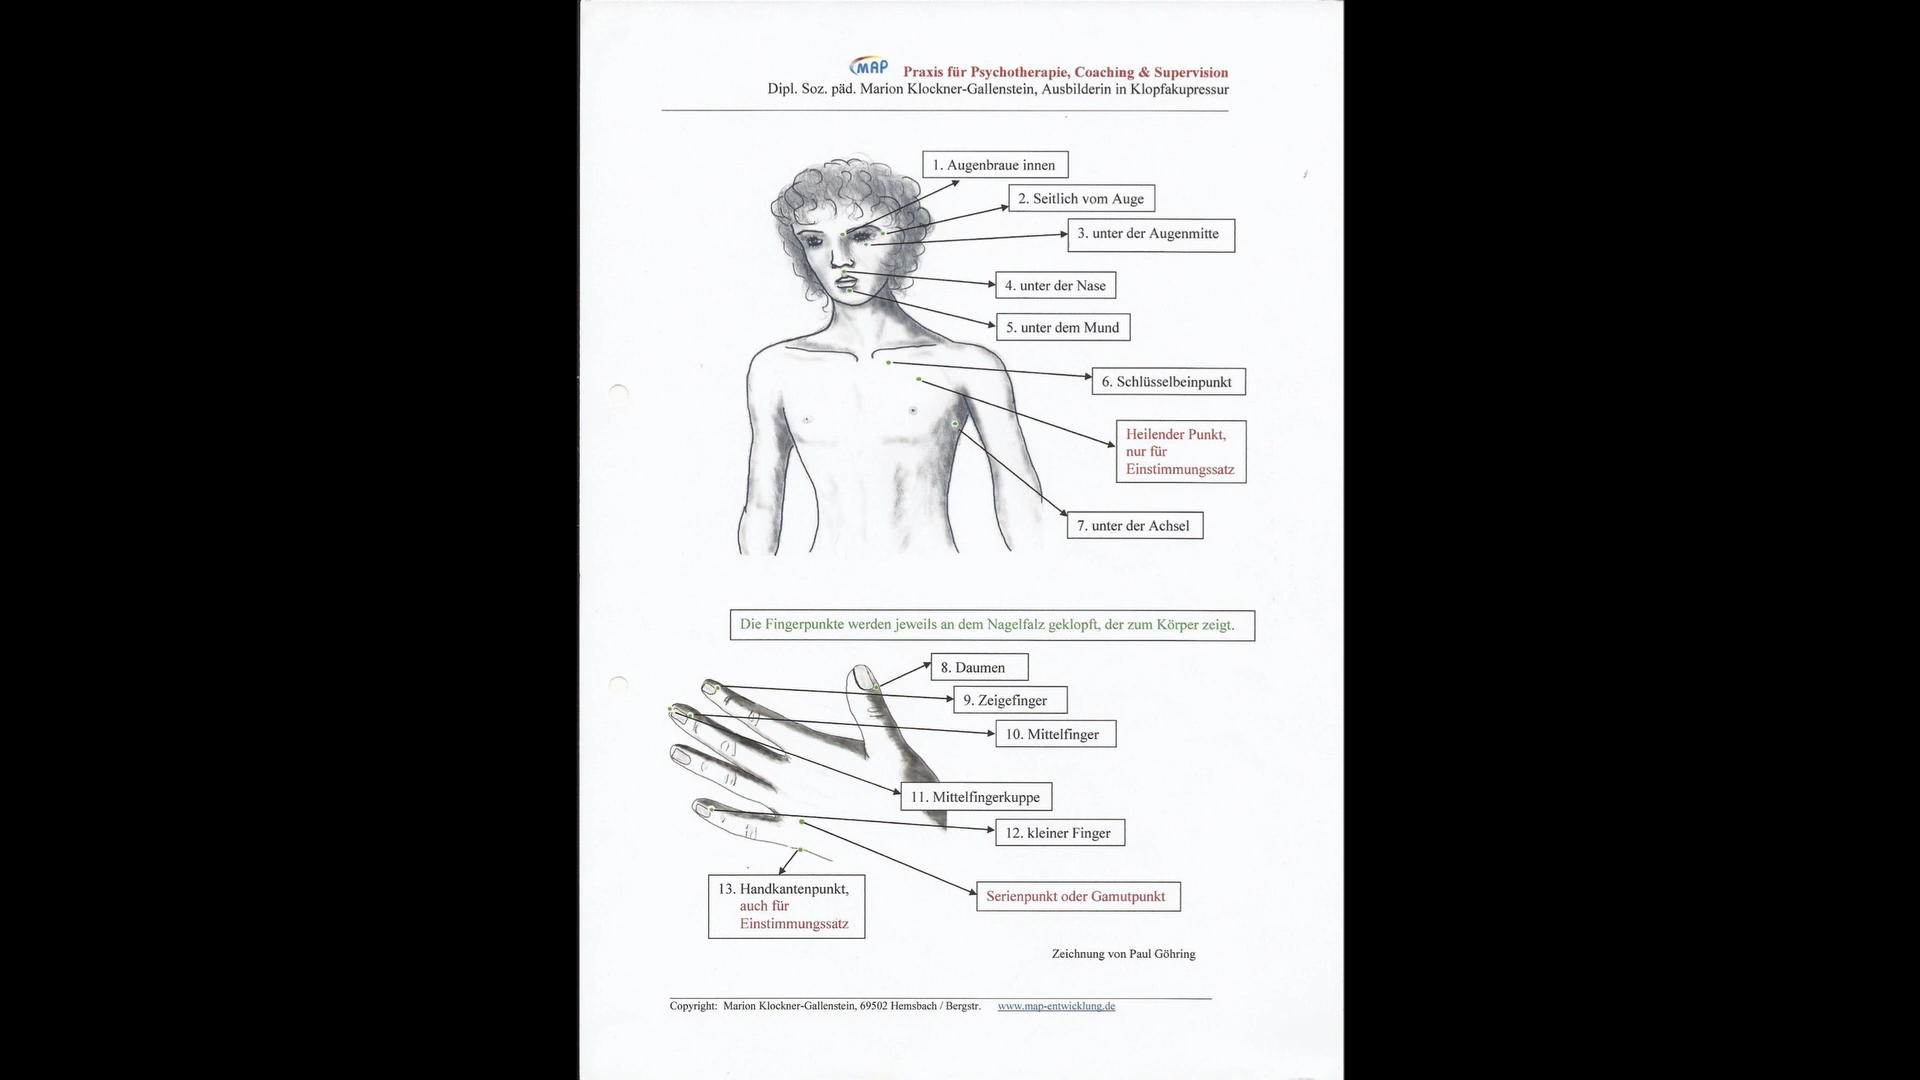 MAP Praxis für Psychotherapie, Coaching & Supervision
Dipl. Soz. päd. Marion Klockner-Gallenstein, Ausbilderin in Klopfakupressur
1. Augenbraue innen
2. Seitlich vom Auge
3. unter der Augenmitte
4. unter der Nase
5. unter dem Mund
6. Schlüsselbeinpunkt
Heilender Punkt,
nur für
Einstimmungssatz
7. unter der Achsel
Die Fingerpunkte werden jeweils an dem Nagelfalz geklopft, der zum Körper zeigt.
8. Daumen
9. Zeigefinger
10. Mittelfinger
11. Mittelfingerkuppe
12. kleiner Finger
13. Handkantenpunkt,
auch für
Einstimmungssatz
Serienpunkt oder Gamutpunkt
Zeichnung von Paul Göhring
Copyright: Marion Klockner-Gallenstein, 69502 Hemsbach / Bergstr. www.map-entwicklung.de